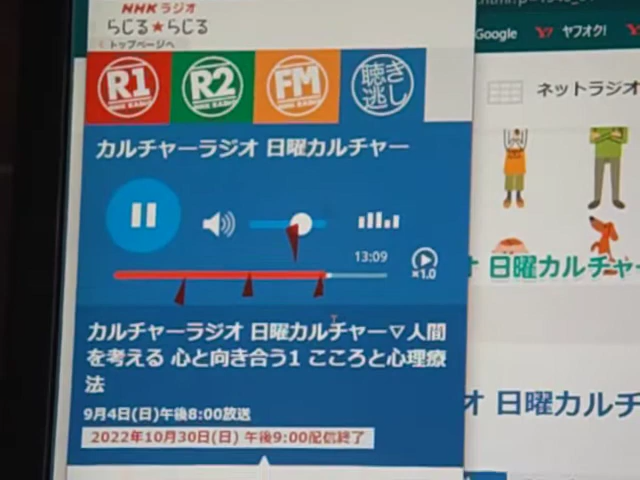 NHKラジオ
らじる★らじる
トップページへ
Google
ヤフオク!
R1
NHK RADIO
R2
NHK RADIO
FM
NHK RADIO
聴き逃し
ネットラジオ
カルチャーラジオ 日曜カルチャー
13:09
×1.0
日曜カルチャー
カルチャーラジオ 日曜カルチャー▽人間
を考える 心と向き合う1 こころと心理療
法
オ 日曜カルチ
9月4日(日)午後8:00放送
2022年10月30日(日) 午後9:00配信終了